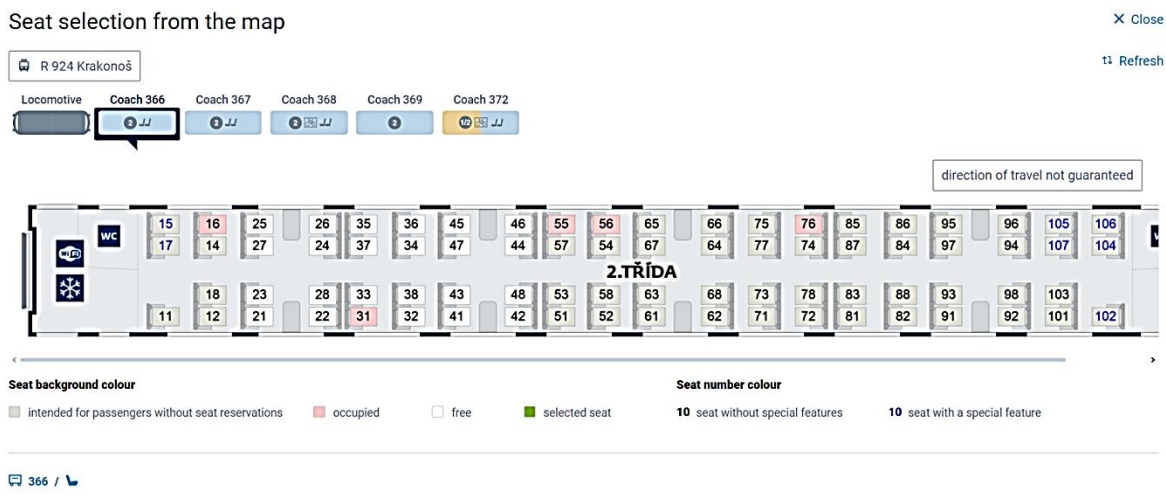 Seat selection from the map
Close
R 924 Krakonoš
Refresh
Locomotive Coach 366 Coach 367 Coach 368 Coach 369 Coach 372
2 2 2 2 1/2
direction of travel not guaranteed
15 16 25 26 35 36 45 46 55 56 65 66 75 76 85 86 95 96 105 106
WC
17 14 27 24 37 34 47 44 57 54 67 64 77 74 87 84 97 94 107 104
WiFi
2.TŘÍDA
18 23 28 33 38 43 48 53 58 63 68 73 78 83 88 93 98 103
11 12 21 22 31 32 41 42 51 52 61 62 71 72 81 82 91 92 101 102
Seat background colour Seat number colour
intended for passengers without seat reservations occupied free selected seat 10 seat without special features 10 seat with a special feature
366 /